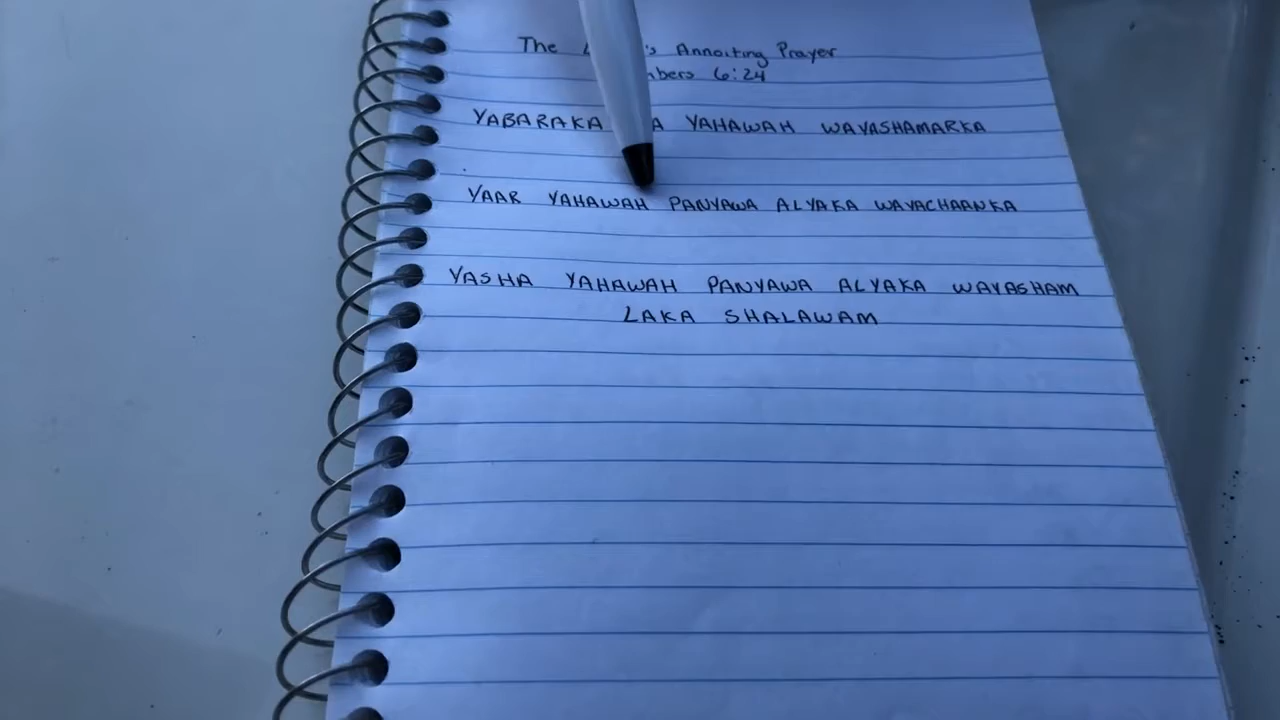 The Annoiting Prayer
6:24
YABARAKA YAHAWAH WAYASHAMARKA
YAAR YAHAWAH PANYAWA ALYAKA WAYACHAANKA
YASHA YAHAWAH PANYAWA ALYAKA WAYASHAM
LAKA SHALAWAM